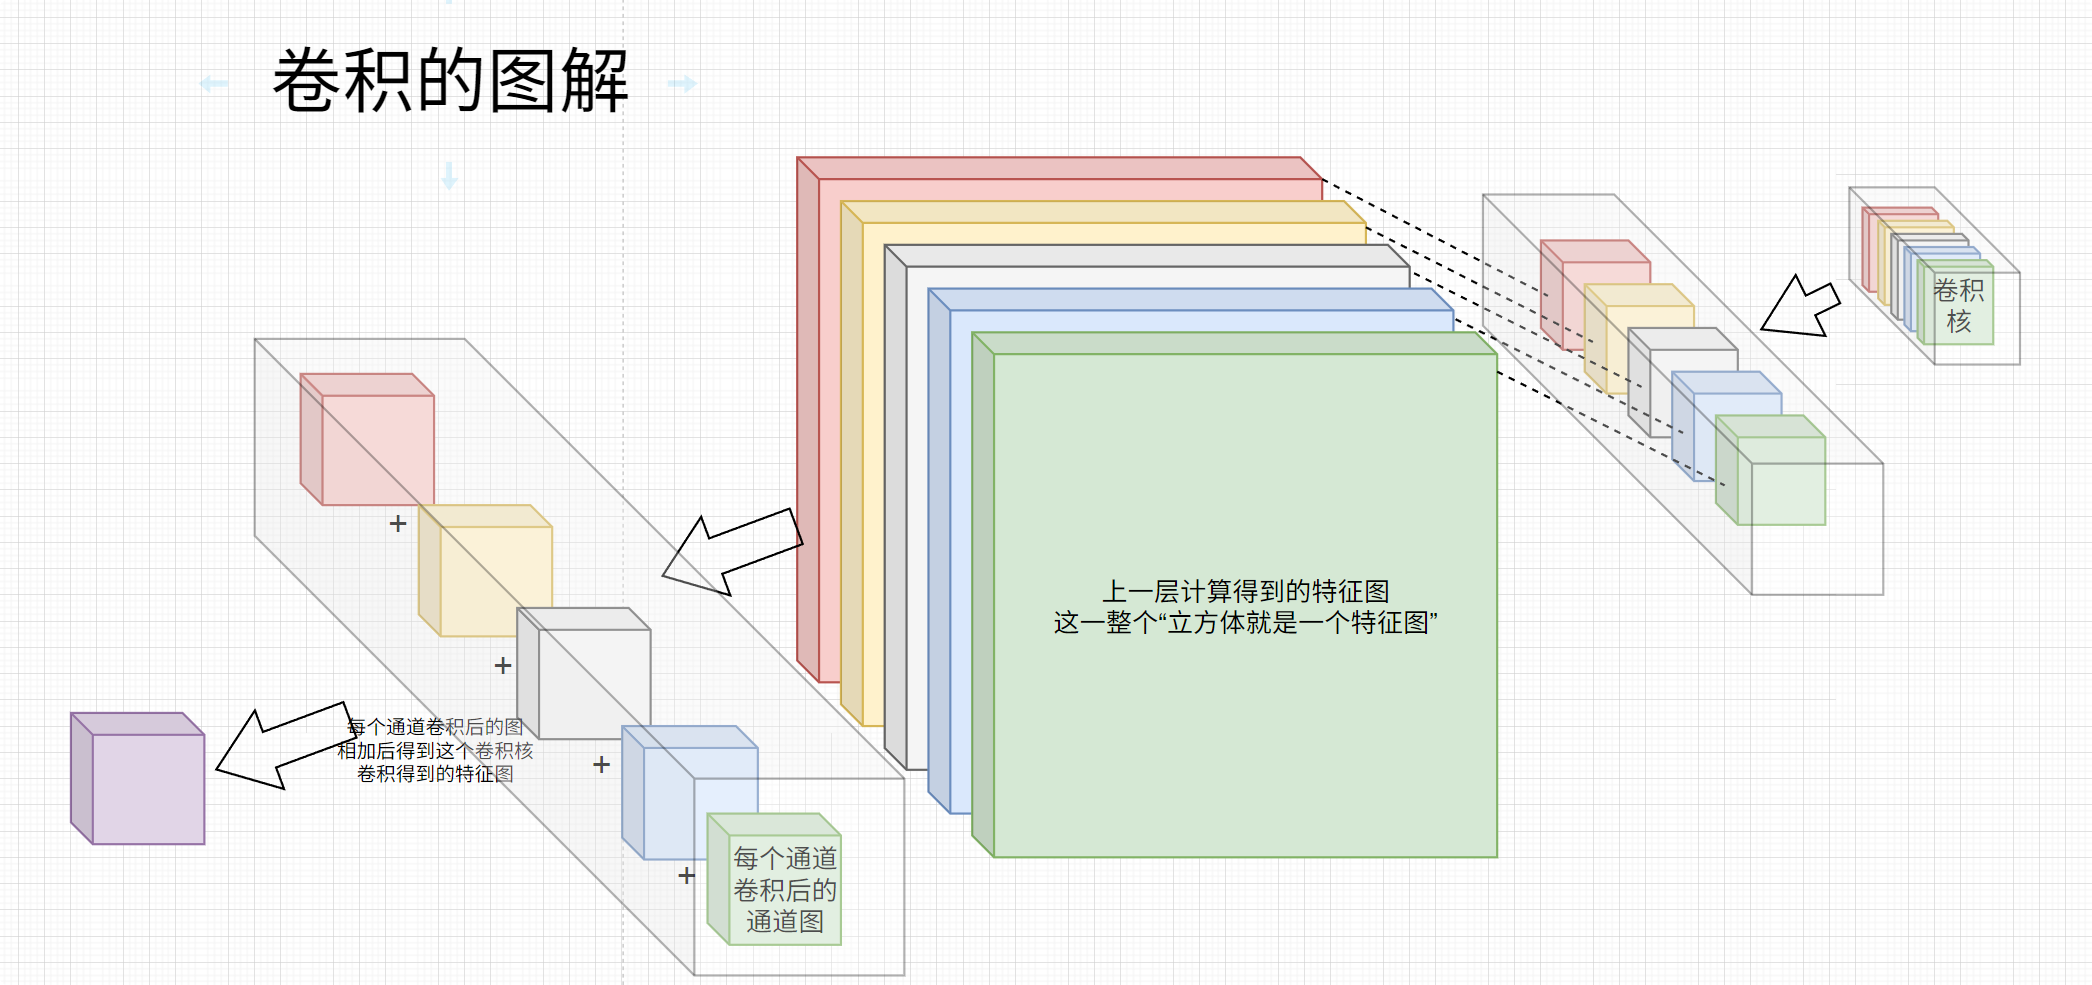 卷积的图解
卷积
核
上一层计算得到的特征图
这一整个“立方体就是一个特征图”
+
+
+
+
每个通道卷积后的图
相加后得到这个卷积核
卷积得到的特征图
每个通道
卷积后的
通道图